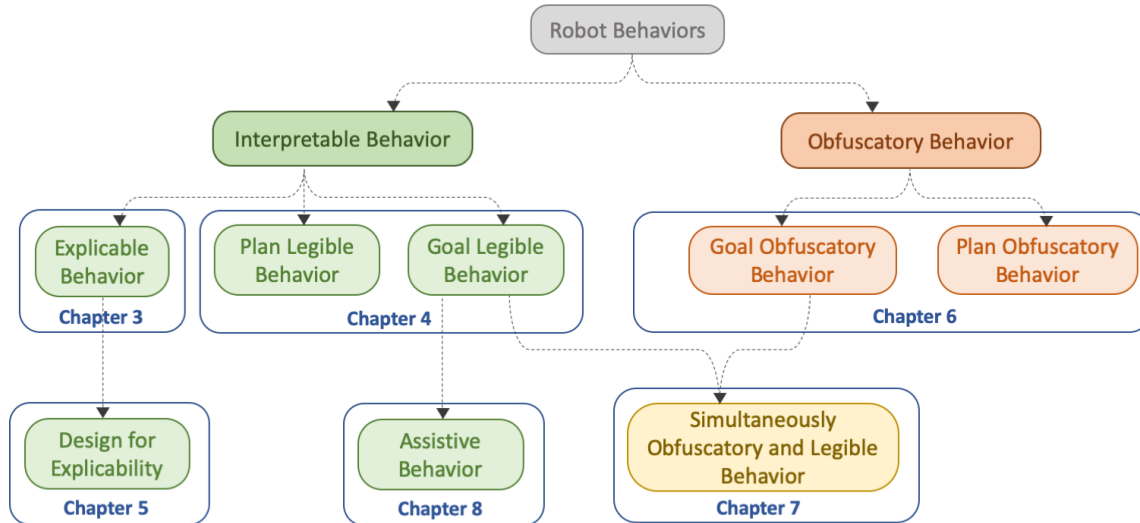 Robot Behaviors
Interpretable Behavior
Obfuscatory Behavior
Explicable
Behavior
Chapter 3
Plan Legible
Behavior
Goal Legible
Behavior
Chapter 4
Goal Obfuscatory
Behavior
Plan Obfuscatory
Behavior
Chapter 6
Design for
Explicability
Chapter 5
Assistive
Behavior
Chapter 8
Simultaneously
Obfuscatory and Legible
Behavior
Chapter 7